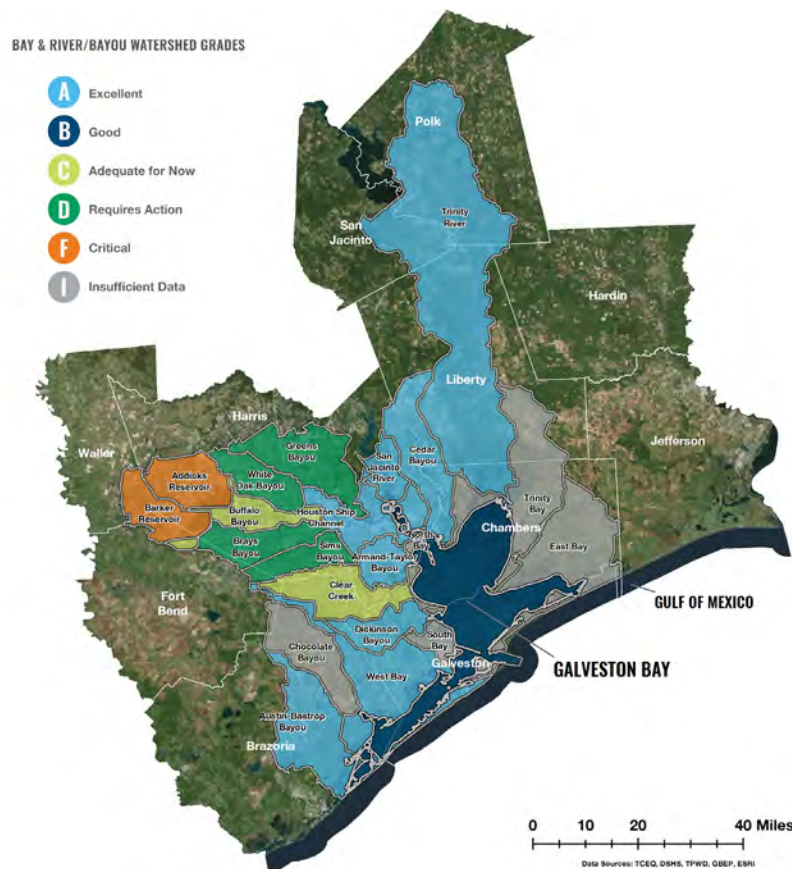 BAY & RIVER/BAYOU WATERSHED GRADES
A Excellent
B Good
C Adequate for Now
D Requires Action
F Critical
I Insufficient Data
Polk
Trinity
River
San
Jacinto
Hardin
Liberty
Harris
Waller
Jefferson
Greens
Bayou
Cedar
Bayou
San
Jacinto
River
Addicks
Reservoir
White
Oak Bayou
Trinity
Bay
Barker
Reservoir
Buffalo
Bayou
Houston Ship
Channel
Chambers
North
Bay
East Bay
Brays
Bayou
Sims
Bayou
Armand-Taylor
Bayou
Fort
Bend
Clear
Creek
GULF OF MEXICO
Dickinson
Bayou
South
Bay
Chocolate
Bayou
Galveston
GALVESTON BAY
West Bay
Austin-Bastrop
Bayou
Brazoria
0 20 40 Miles
Data Sources: TCEQ, DSHS, TPWD, GBEP, ESRI